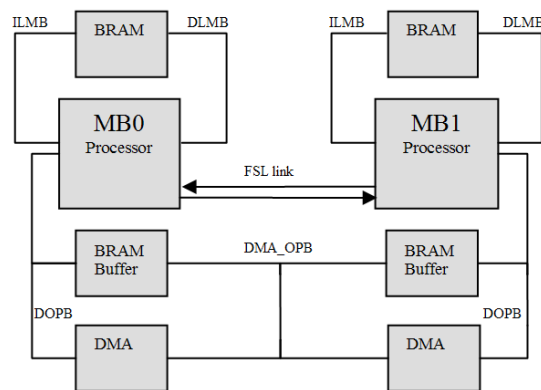 ILMB
BRAM
DLMB
ILMB
BRAM
DLMB
MB0
Processor
MB1
Processor
FSL link
BRAM
Buffer
DMA_OPB
BRAM
Buffer
DOPB
DOPB
DMA
DMA